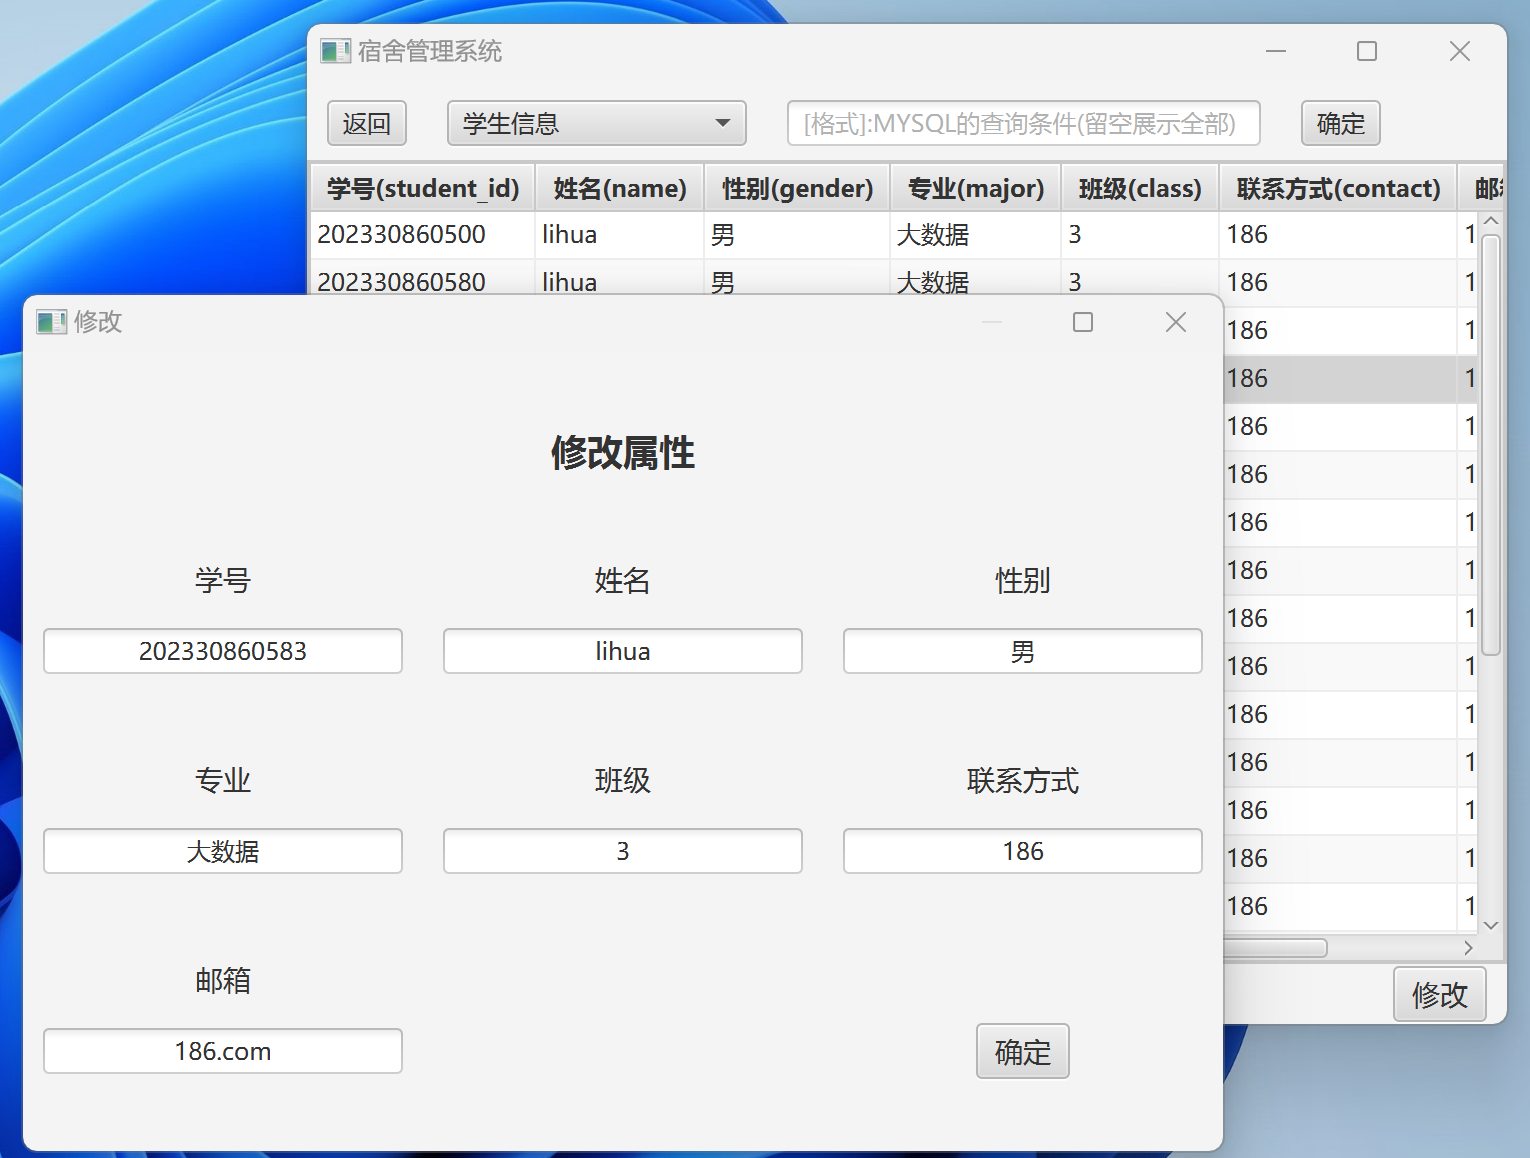 宿舍管理系统
返回
学生信息
[格式]:MYSQL的查询条件(留空展示全部)
确定
学号(student_id) 姓名(name) 性别(gender) 专业(major) 班级(class) 联系方式(contact)
202330860500 lihua 男 大数据 3 186 1
202330860580 lihua 男 大数据 3 186 1
186 1
186 1
186 1
186 1
186 1
186 1
186 1
186 1
186 1
186 1
186 1
186 1
186 1
修改
修改
修改属性
学号 姓名 性别
202330860583 lihua 男
专业 班级 联系方式
大数据 3 186
邮箱
186.com
确定